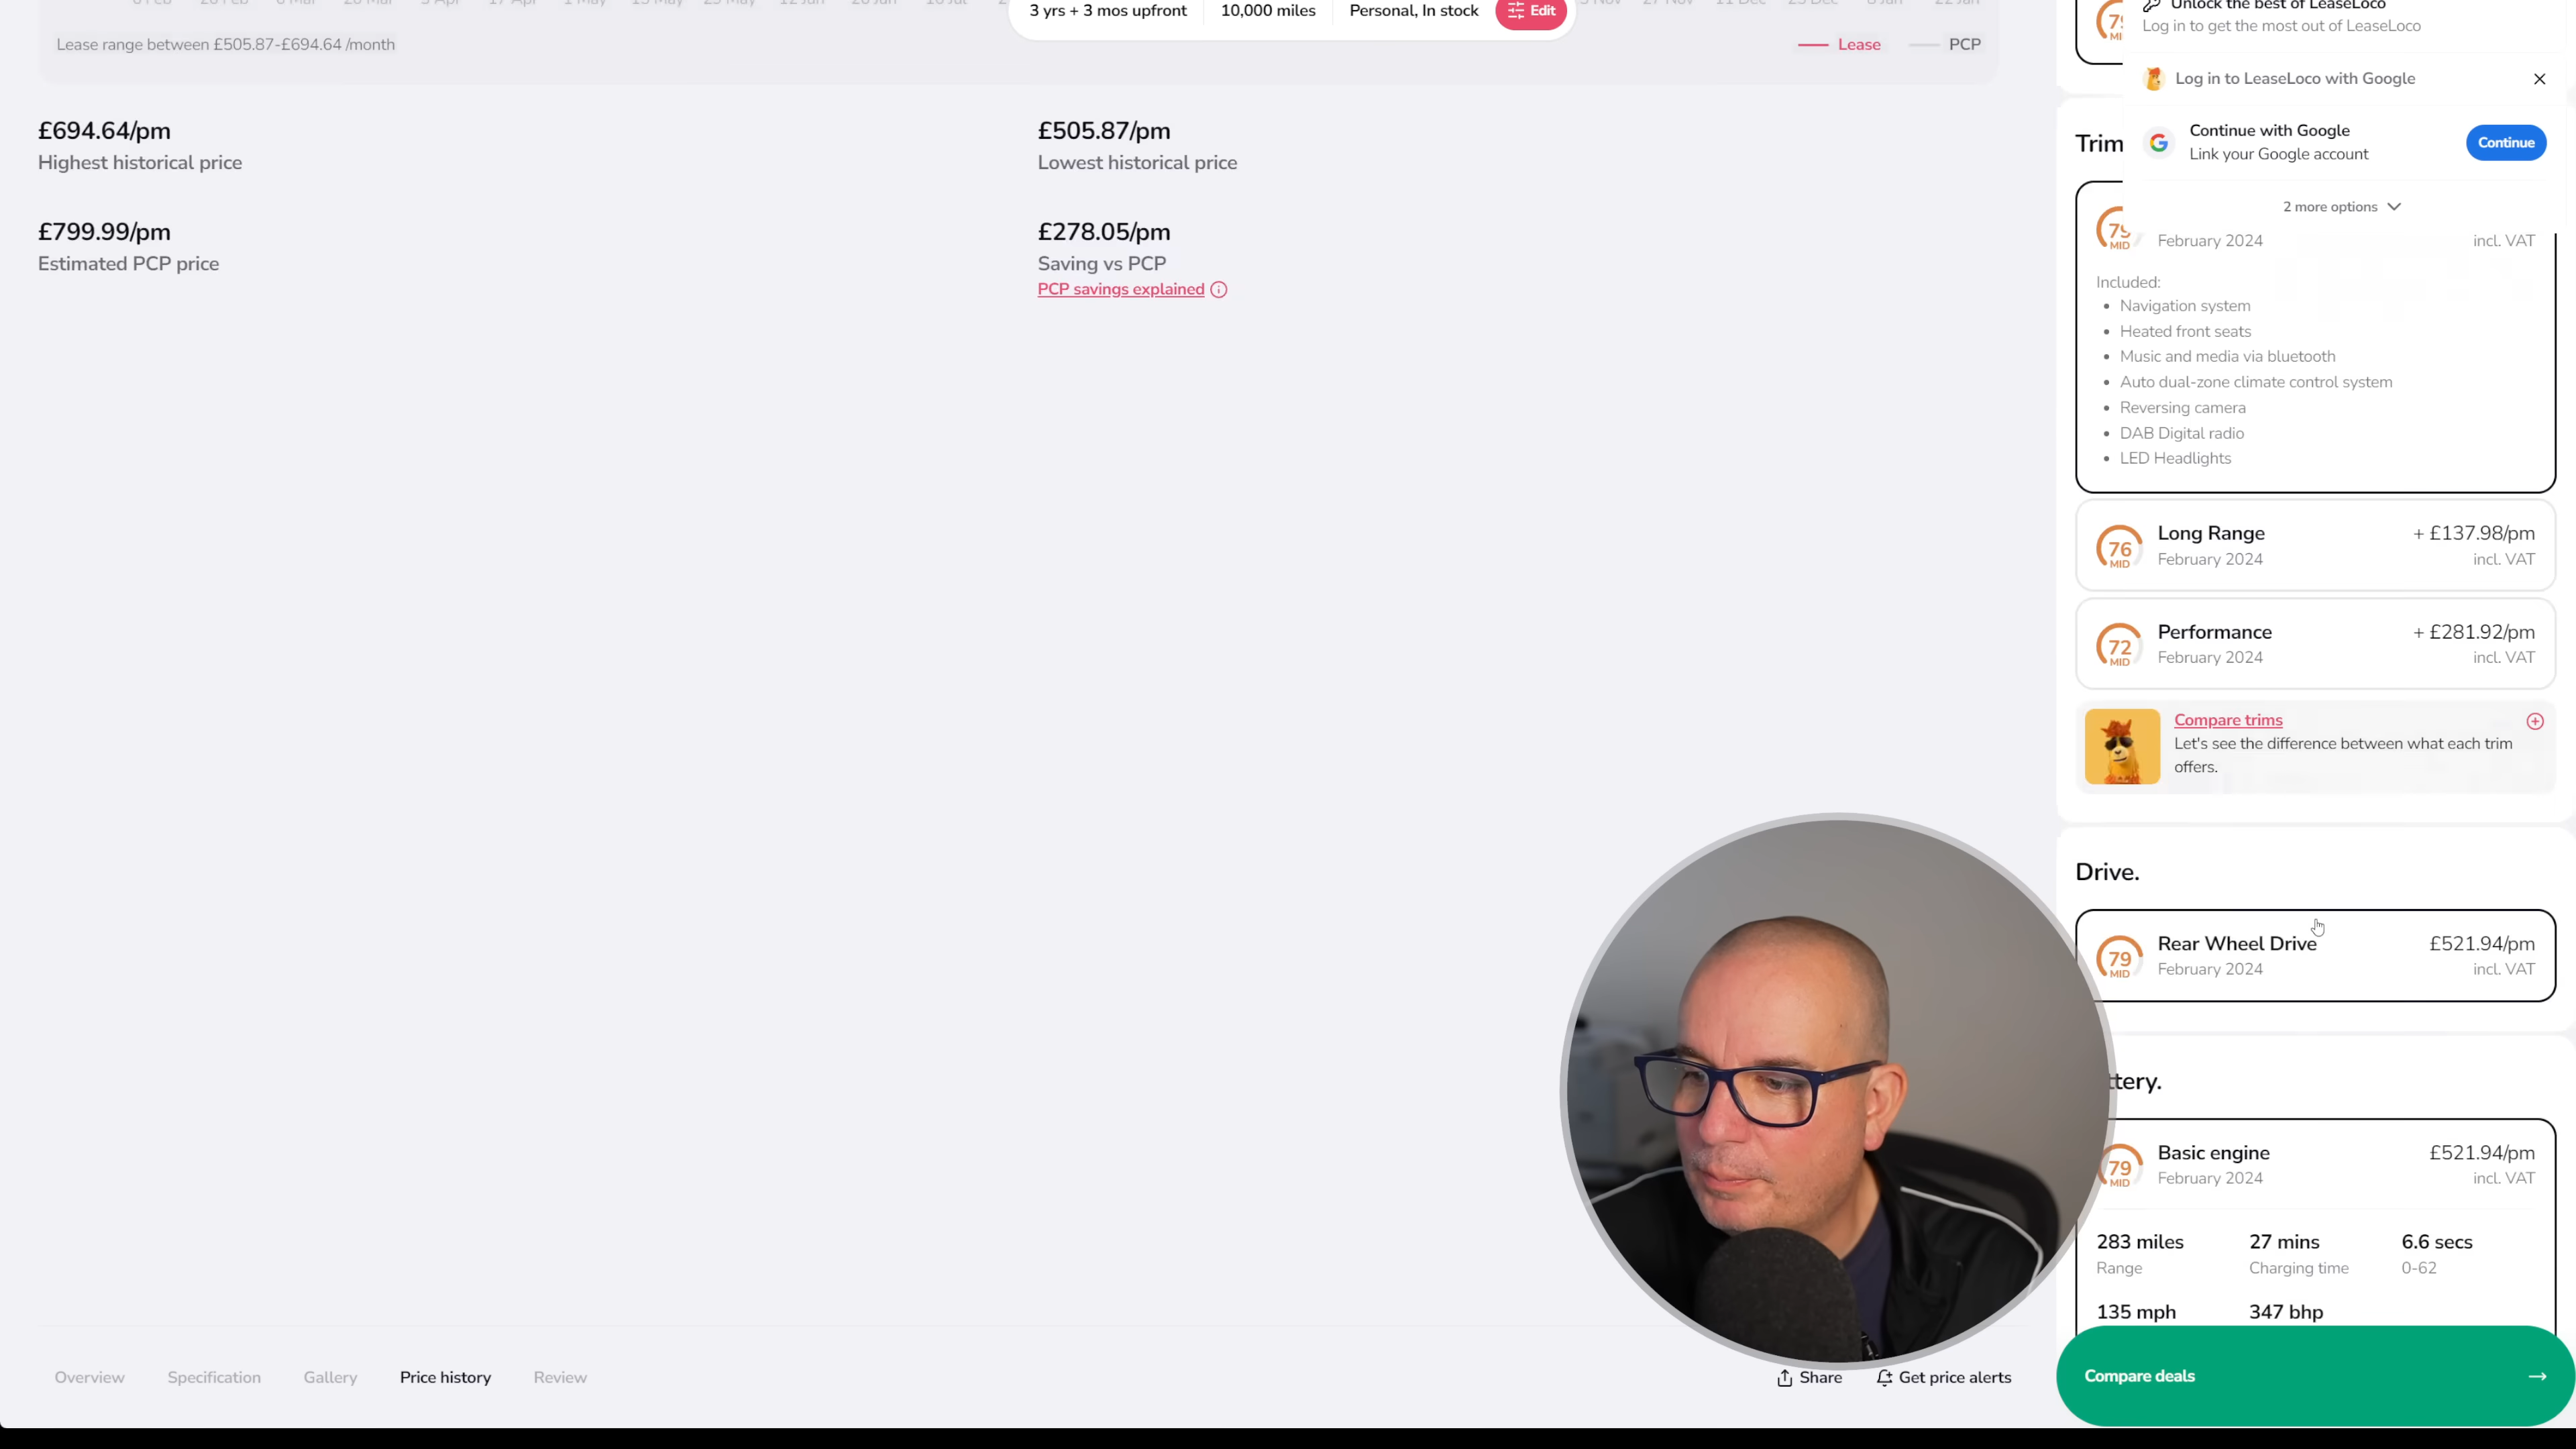 3 yrs + 3 mos upfront
10,000 miles
Personal, In stock
Edit
Lease range between £505.87-£694.64 /month
Lease
PCP
£694.64/pm
Highest historical price
£505.87/pm
Lowest historical price
£799.99/pm
Estimated PCP price
£278.05/pm
Saving vs PCP
PCP savings explained
Unlock the best of LeaseLoco
Log in to get the most out of LeaseLoco
Log in to LeaseLoco with Google
Continue with Google
Link your Google account
Continue
2 more options
Trim
MID
February 2024
incl. VAT
Included:
Navigation system
Heated front seats
Music and media via bluetooth
Auto dual-zone climate control system
Reversing camera
DAB Digital radio
LED Headlights
76
MID
Long Range
+ £137.98/pm
February 2024
incl. VAT
72
MID
Performance
+ £281.92/pm
February 2024
incl. VAT
Compare trims
Let's see the difference between what each trim
offers.
Drive.
79
MID
Rear Wheel Drive
£521.94/pm
February 2024
incl. VAT
ttery.
79
MID
Basic engine
£521.94/pm
February 2024
incl. VAT
283 miles
27 mins
6.6 secs
Range
Charging time
0-62
135 mph
347 bhp
Overview
Specification
Gallery
Price history
Review
Share
Get price alerts
Compare deals